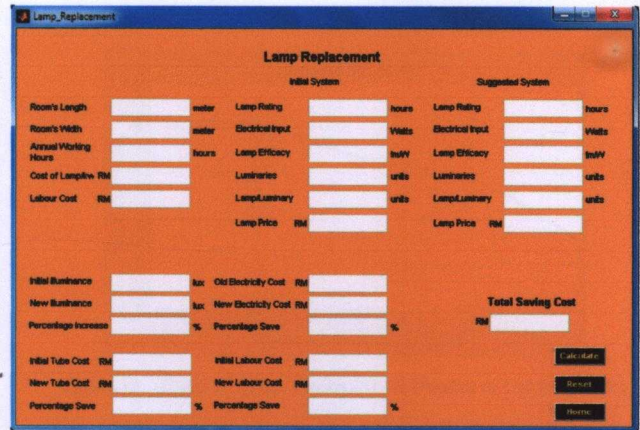 Lamp_Replacement
Lamp Replacement
Initial System Suggested System
Room's Length meter Lamp Rating hours Lamp Rating hours
Room's Width meter Electrical Input Watts Electrical Input Watts
Annual Working Hours hours Lamp Efficacy lm/W Lamp Efficacy lm/W
Luminaries units Luminaries units
Cost of RM
Labour Cost RM Lamp/Luminary units Lamp/Luminary units
Lamp Price RM Lamp Price RM
Initial Illuminance lux Old Electricity Cost RM
New Illuminance lux New Electricity Cost RM
Total Saving Cost
Percentage Increase % Percentage Save %
RM
Initial Tube Cost RM Initial Labour Cost RM
Calculate
New Tube Cost RM New Labour Cost RM
Reset
Percentage Save % Percentage Save %
Home